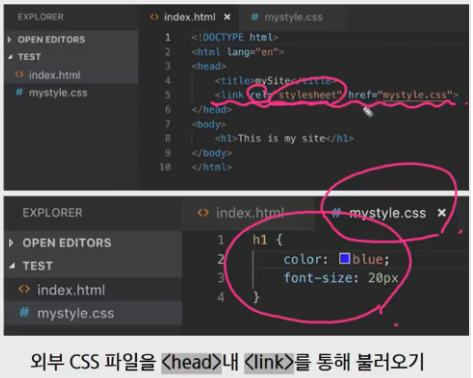 EXPLORER
<> index.html ×
# mystyle.css
OPEN EDITORS
TEST
<> index.html
# mystyle.css
1 <!DOCTYPE html>
2 <html lang="en">
3 <head>
4 <title>mySite</title>
5 <link rel="stylesheet" href="mystyle.css">
6 </head>
7 <body>
8 <h1>This is my site</h1>
9 </body>
10 </html>
EXPLORER
<> index.html
# mystyle.css ×
OPEN EDITORS
TEST
<> index.html
# mystyle.css
1 h1 {
2 color: blue;
3 font-size: 20px
4 }
외부 CSS 파일을 <head>내 <link>를 통해 불러오기